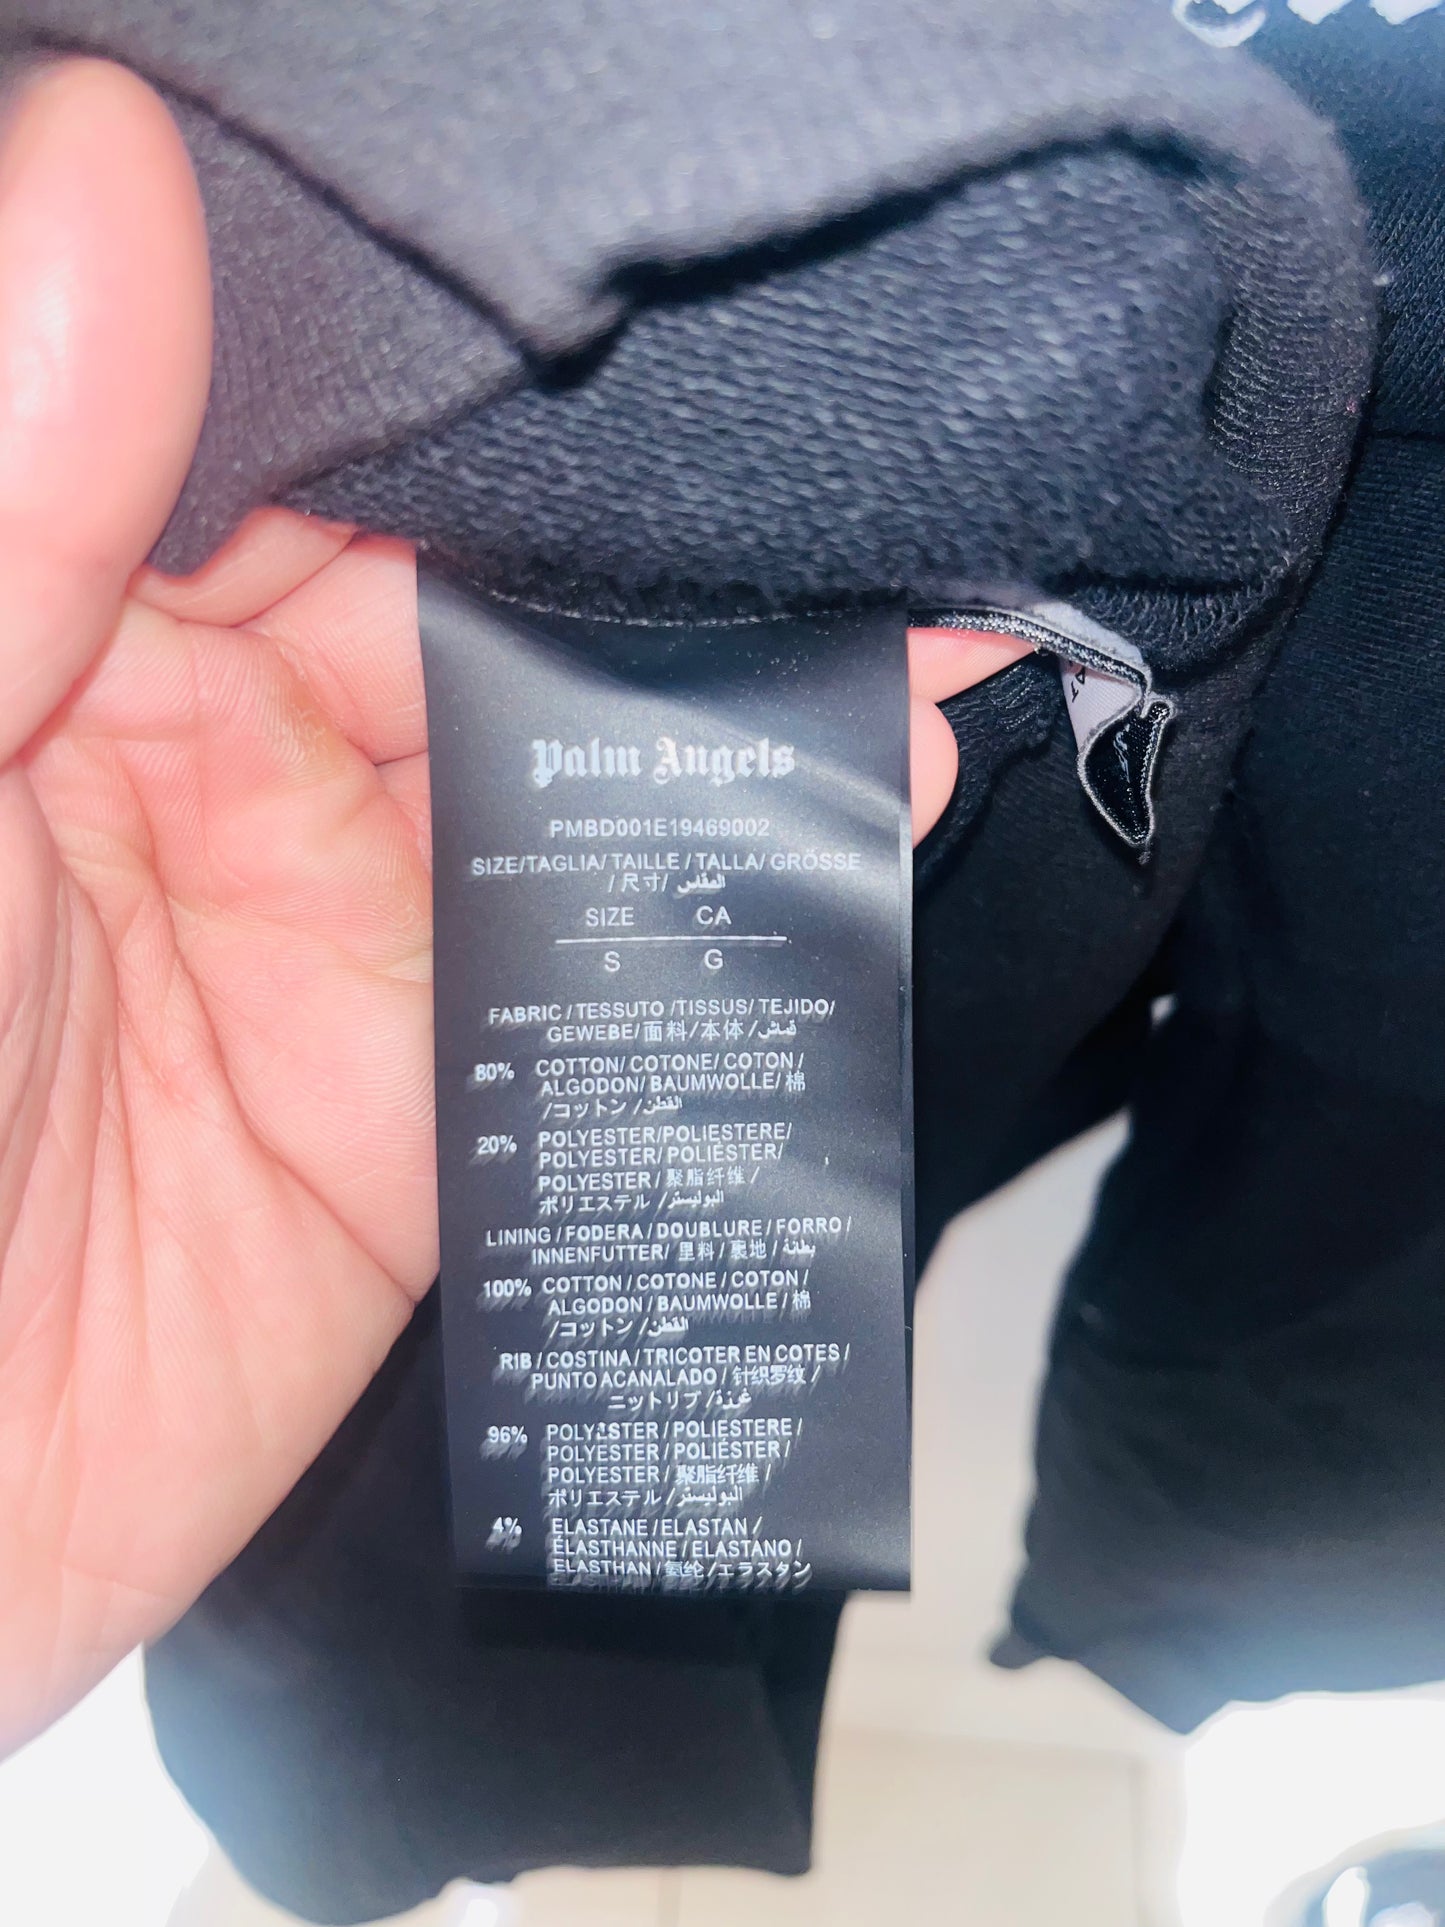 Palm Angels
PMBD001E19469002
SIZE/TAGLIA/TAILLE/TALLA/GRÖSSE
/尺寸/المقاس
SIZE CA
S G
FABRIC/TESSUTO/TISSUS/TEJIDO/
GEWEBE/面料/本体/قماش
80% COTTON/COTONE/COTON/
ALGODON/BAUMWOLLE/棉
/コットン/القطن
20% POLYESTER/POLIESTERE/
POLYESTER/POLIÉSTER/
POLYESTER/聚脂纤维/
ポリエステル/البوليستر
LINING/FODERA/DOUBLURE/FORRO/
INNENFUTTER/里料/裏地/بطانة
100% COTTON/COTONE/COTON/
ALGODON/BAUMWOLLE/棉
/コットン/القطن
RIB/COSTINA/TRICOTER EN COTES/
PUNTO ACANALADO/针织罗纹/
ニットリブ/غزة
96% POLYESTER/POLIESTERE/
POLYESTER/POLIÉSTER/
POLYESTER/聚脂纤维/
ポリエステル/البوليستر
4% ELASTANE/ELASTAN/
ÉLASTHANNE/ELASTANO/
ELASTHAN/氨纶/エラスタン